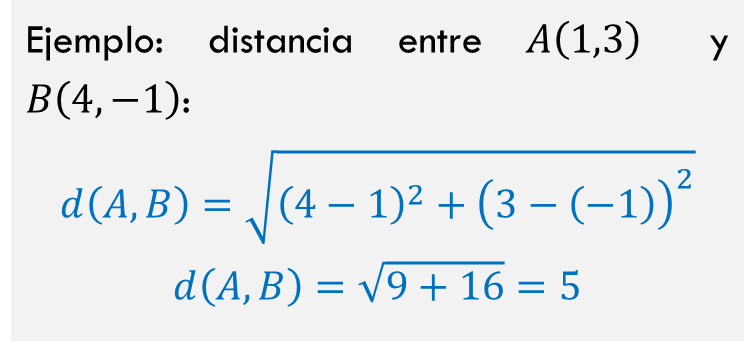 Ejemplo: distancia entre A(1,3) y
B(4, −1):
d(A, B) = √((4 − 1)² + (3 − (−1))²)
d(A, B) = √(9 + 16) = 5